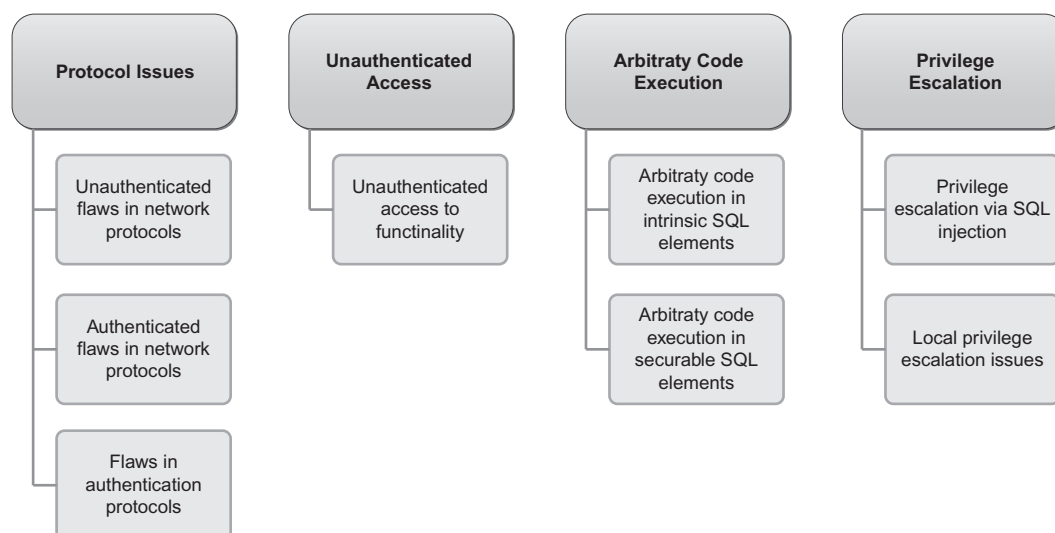 Protocol Issues
Unauthenticated
flaws in network
protocols
Authenticated
flaws in network
protocols
Flaws in
authentication
protocols
Unauthenticated
Access
Unauthenticated
access to
functinality
Arbitraty Code
Execution
Arbitraty code
execution in
intrinsic SQL
elements
Arbitraty code
execution in
securable SQL
elements
Privilege
Escalation
Privilege
escalation via SQL
injection
Local privilege
escalation issues